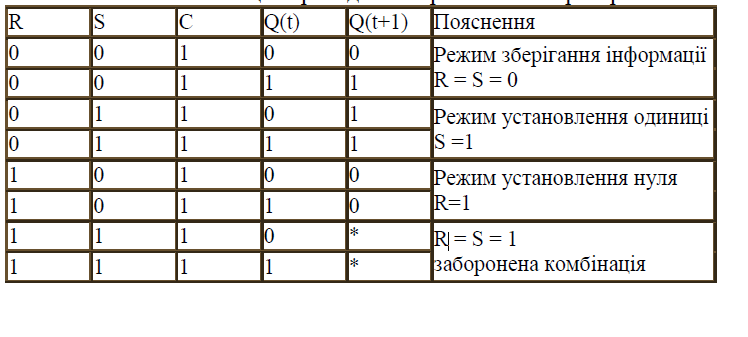 R S C Q(t) Q(t+1) Пояснення
0 0 1 0 0 Режим зберігання інформації
0 0 1 1 1 R = S = 0
0 1 1 0 1 Режим установлення одиниці
0 1 1 1 1 S =1
1 0 1 0 0 Режим установлення нуля
1 0 1 1 0 R=1
1 1 1 0 * R = S = 1
1 1 1 1 * заборонена комбінація